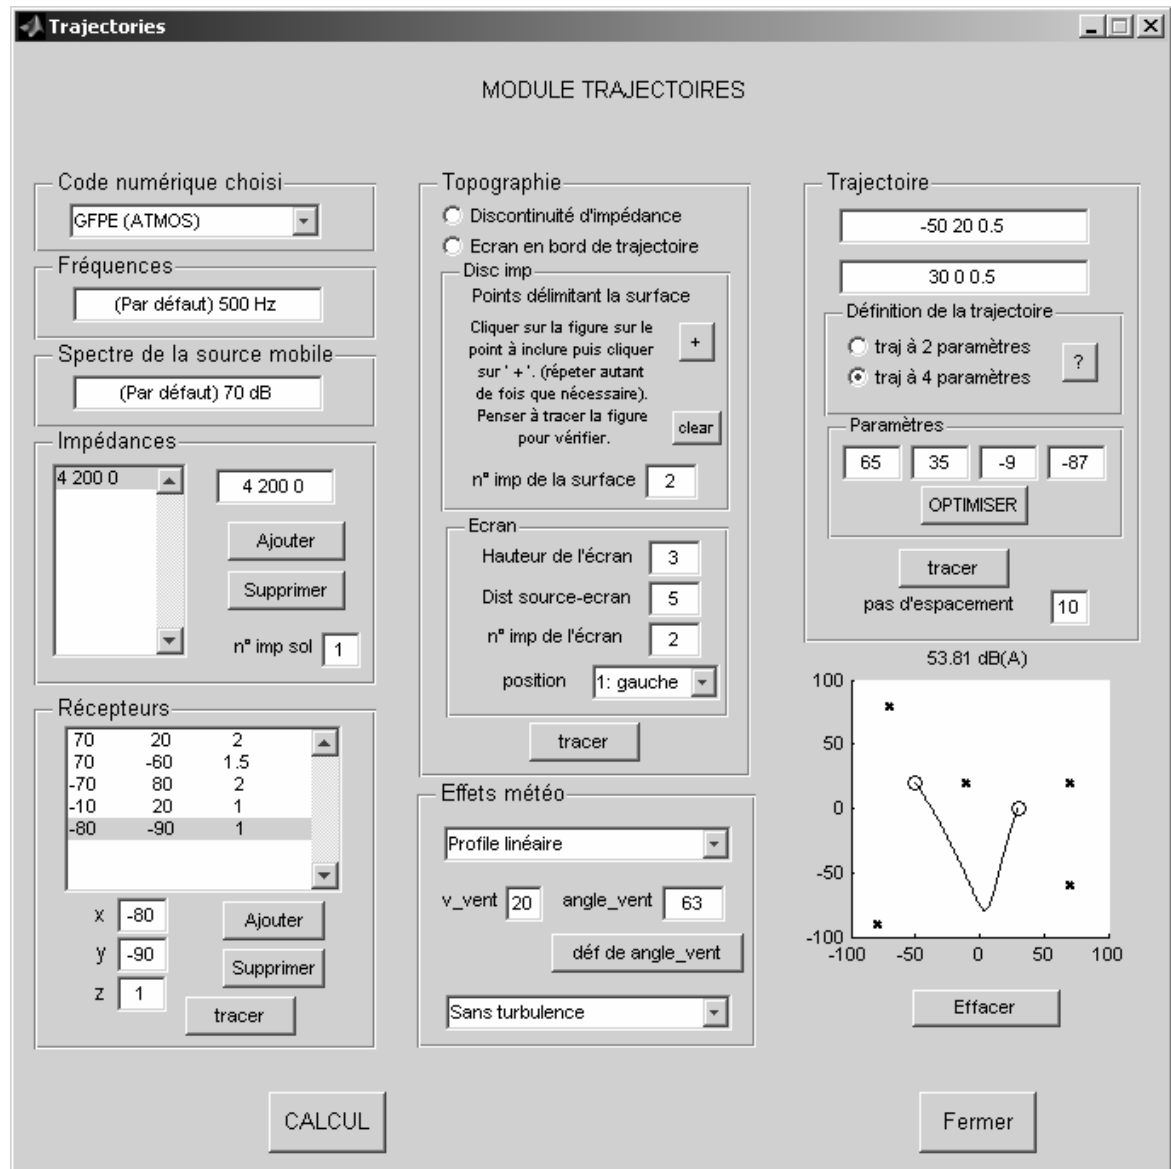 Trajectories
MODULE TRAJECTOIRES
Code numérique choisi
GFPE (ATMOS)
Fréquences
(Par défaut) 500 Hz
Spectre de la source mobile
(Par défaut) 70 dB
Impédances
4 200 0
4 200 0
Ajouter
Supprimer
n° imp sol 1
Récepteurs
70 20 2
70 -60 1.5
-70 80 2
-10 20 1
-80 -90 1
x -80
y -90
z 1
Ajouter
Supprimer
tracer
Topographie
Discontinuité d'impédance
Ecran en bord de trajectoire
Disc imp
Points délimitant la surface
Cliquer sur la figure sur le
point à inclure puis cliquer
sur ' + '. (répeter autant
de fois que nécessaire).
Penser à tracer la figure
pour vérifier.
+
clear
n° imp de la surface 2
Ecran
Hauteur de l'écran 3
Dist source-ecran 5
n° imp de l'écran 2
position 1: gauche
tracer
Effets météo
Profile linéaire
v_vent 20 angle_vent 63
déf de angle_vent
Sans turbulence
Trajectoire
-50 20 0.5
30 0 0.5
Définition de la trajectoire
traj à 2 paramètres
traj à 4 paramètres
?
Paramètres
65 35 -9 -87
OPTIMISER
tracer
pas d'espacement 10
53.81 dB(A)
100
50
0
-50
-100
-100 -50 0 50 100
Effacer
CALCUL
Fermer